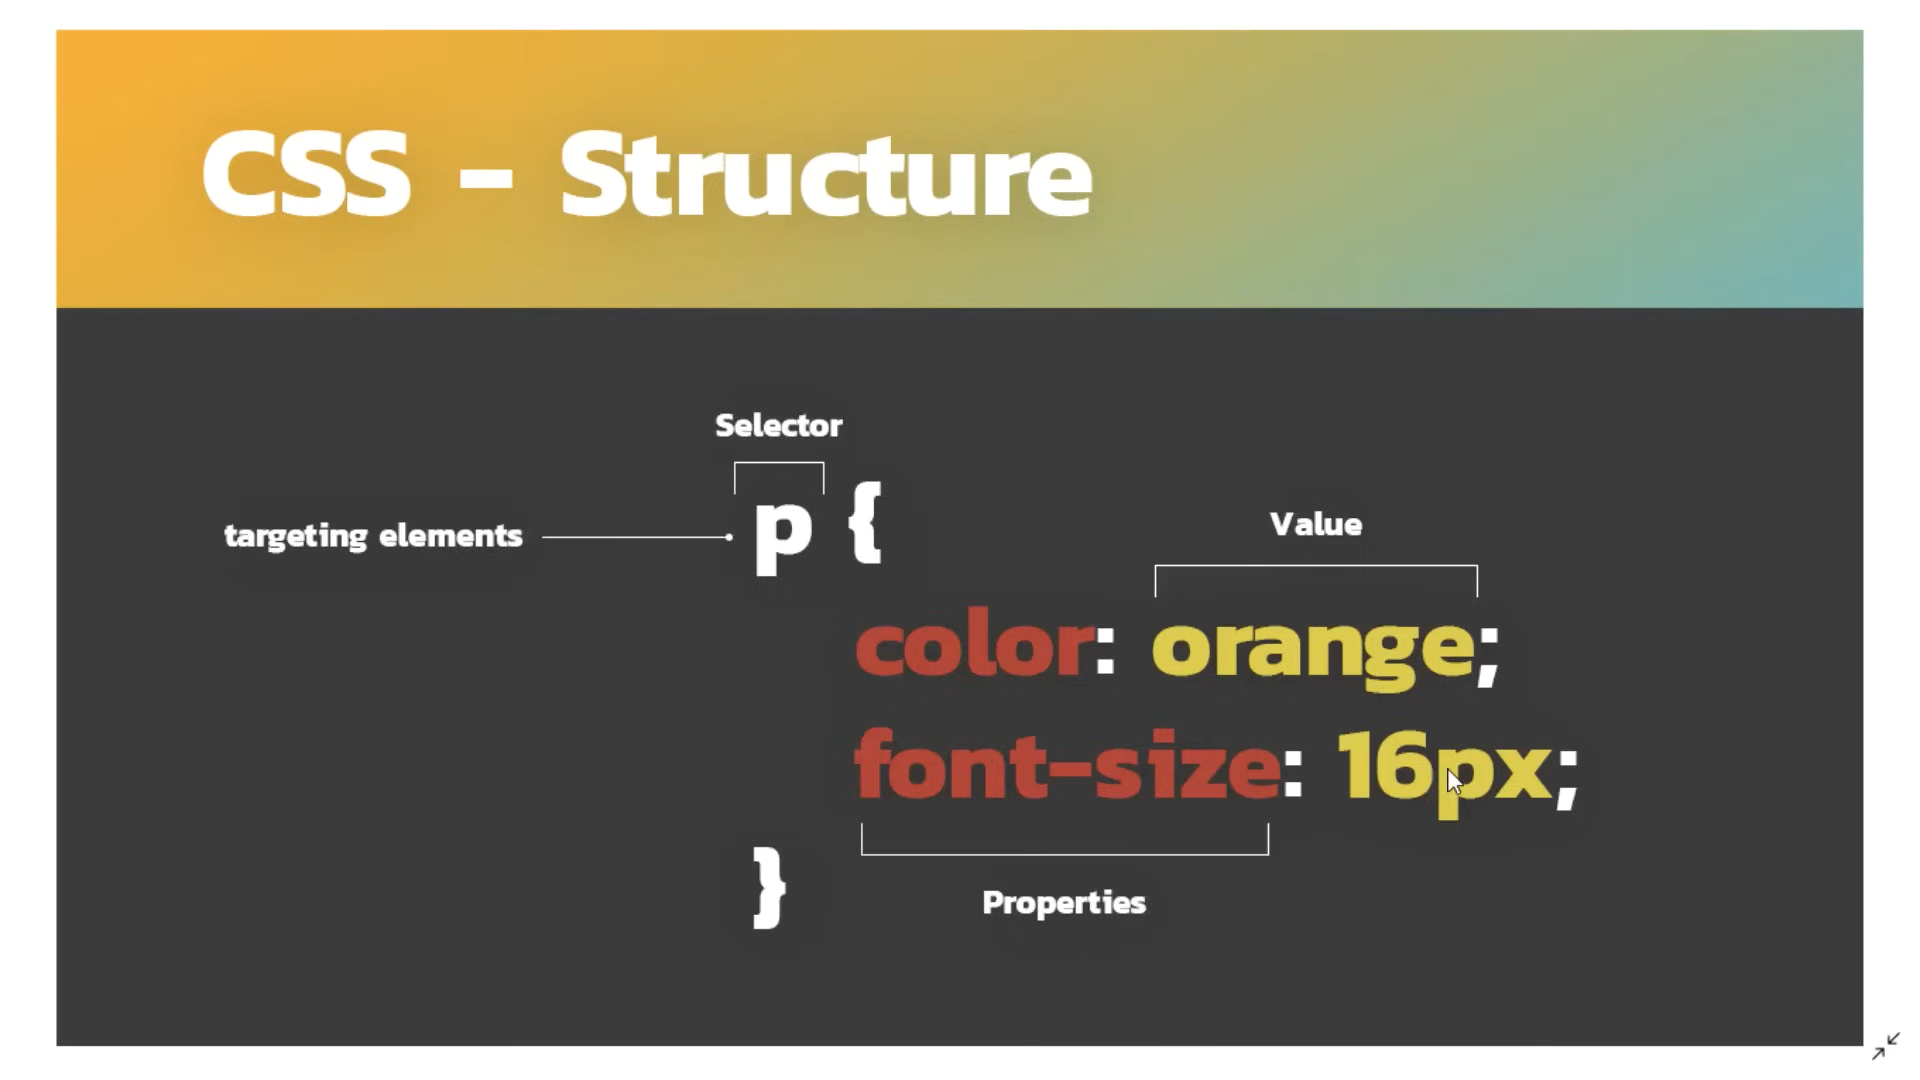 CSS - Structure
Selector
targeting elements
p {
Value
color: orange;
font-size: 16px;
}
Properties